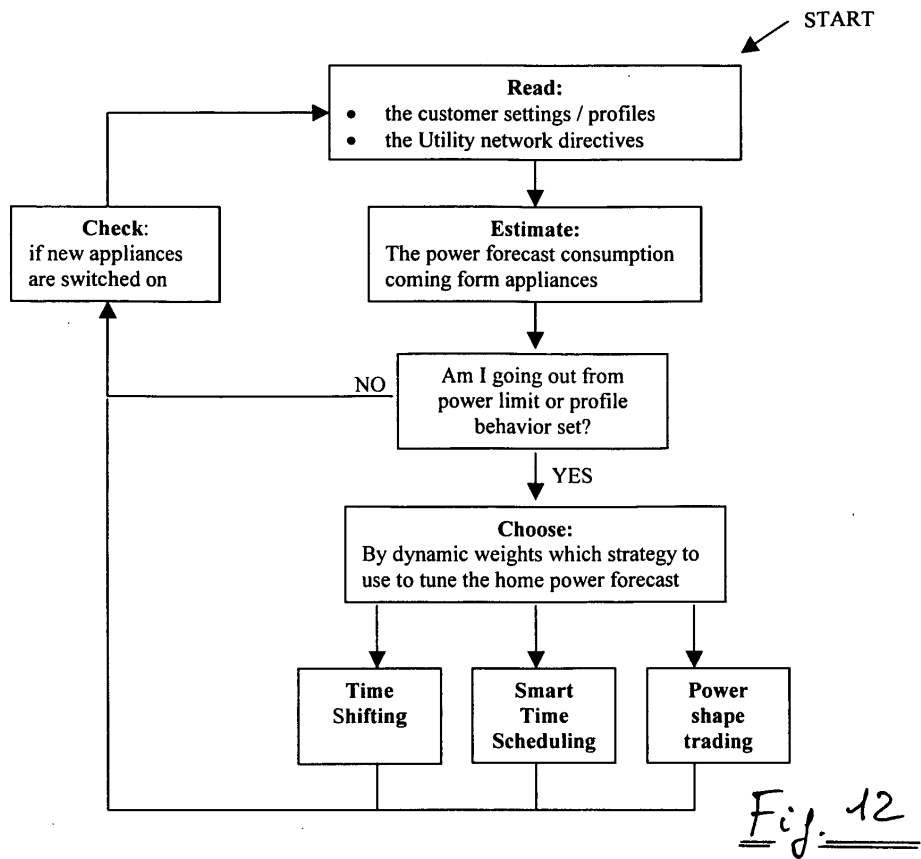 START
Read:
• the customer settings / profiles
• the Utility network directives
Check:
if new appliances
are switched on
Estimate:
The power forecast consumption
coming form appliances
NO
Am I going out from
power limit or profile
behavior set?
YES
Choose:
By dynamic weights which strategy to
use to tune the home power forecast
Time
Shifting
Smart
Time
Scheduling
Power
shape
trading
Fig. 12